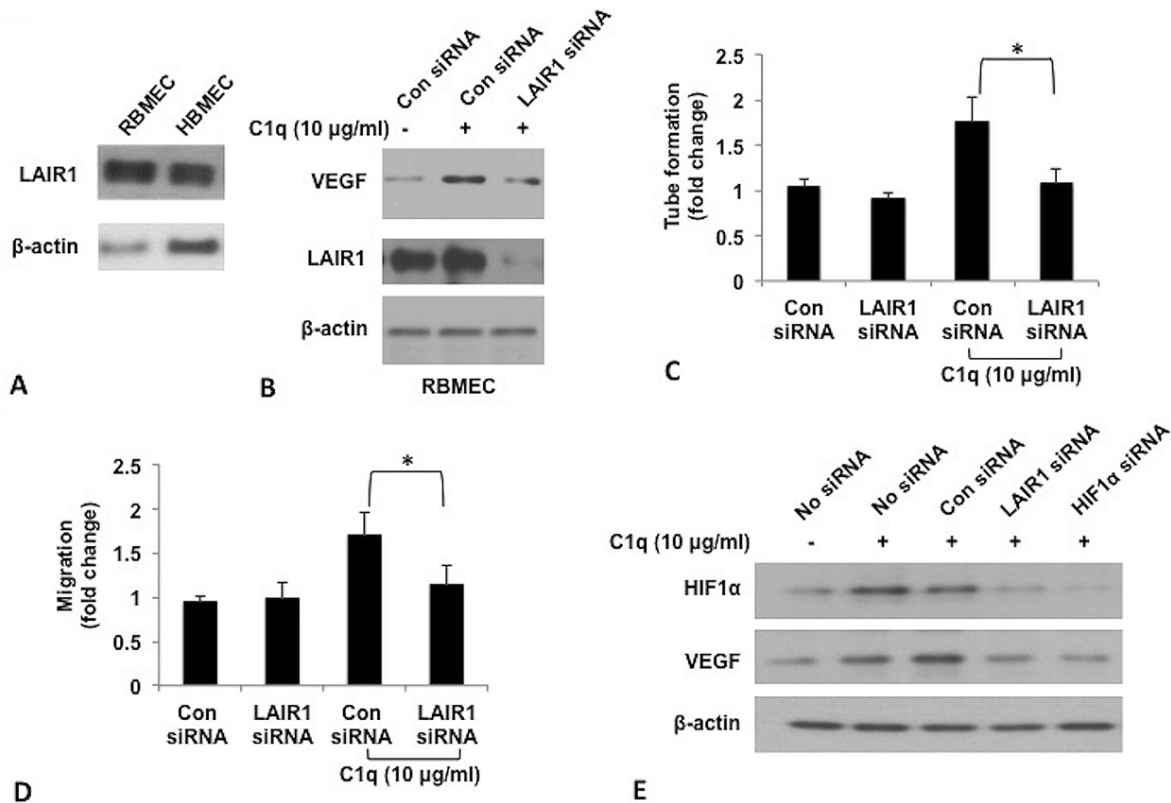 RBMEC
HBMEC
LAIR1
β-actin
A
Con siRNA
Con siRNA
LAIR1 siRNA
C1q (10 µg/ml) - + +
VEGF
LAIR1
β-actin
RBMEC
B
2.5
2
1.5
1
0.5
0
Tube formation
(fold change)
*
Con
siRNA
LAIR1
siRNA
Con
siRNA
LAIR1
siRNA
C1q (10 µg/ml)
C
2.5
2
1.5
1
0.5
0
Migration
(fold change)
*
Con
siRNA
LAIR1
siRNA
Con
siRNA
LAIR1
siRNA
C1q (10 µg/ml)
D
No siRNA
No siRNA
Con siRNA
LAIR1 siRNA
HIF1α siRNA
C1q (10 µg/ml) - + + + +
HIF1α
VEGF
β-actin
E